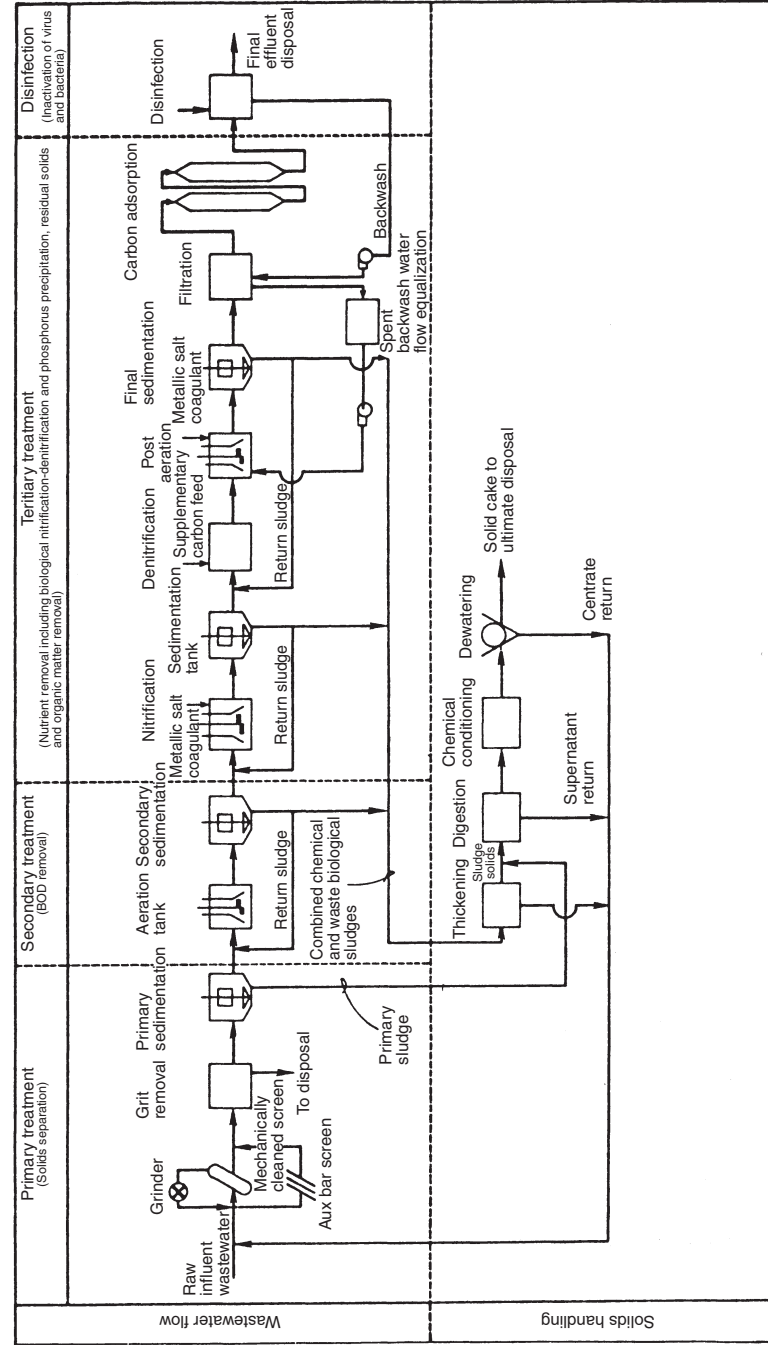 Primary treatment
(Solids separation)
Secondary treatment
(BOD removal)
Teritiary treatment
(Nutrient removal including biological nitrification-denitrification and phosphorus precipitation, residual solids
and organic matter removal)
Disinfection
(Inactivation of virus
and bacteria)
Wastewater flow
Raw
influent
wastewater
Grinder
Mechanically
cleaned screen
Aux bar screen
Grit
removal
To disposal
Primary
sedimentation
Primary
sludge
Aeration
tank
Secondary
sedimentation
Return sludge
Combined chemical
and waste biological
sludges
Nitrification
Metallic salt
coagulant
Sedimentation
tank
Return sludge
Denitrification
Supplementary
carbon feed
Post
aeration
Return sludge
Final
sedimentation
Metallic salt
coagulant
Filtration
Spent
backwash water
flow equalization
Backwash
Carbon adsorption
Disinfection
Final
effluent
disposal
Solids handling
Thickening
Sludge
solids
Digestion
Supernatant
return
Chemical
conditioning
Dewatering
Solid cake to
ultimate disposal
Centrate
return